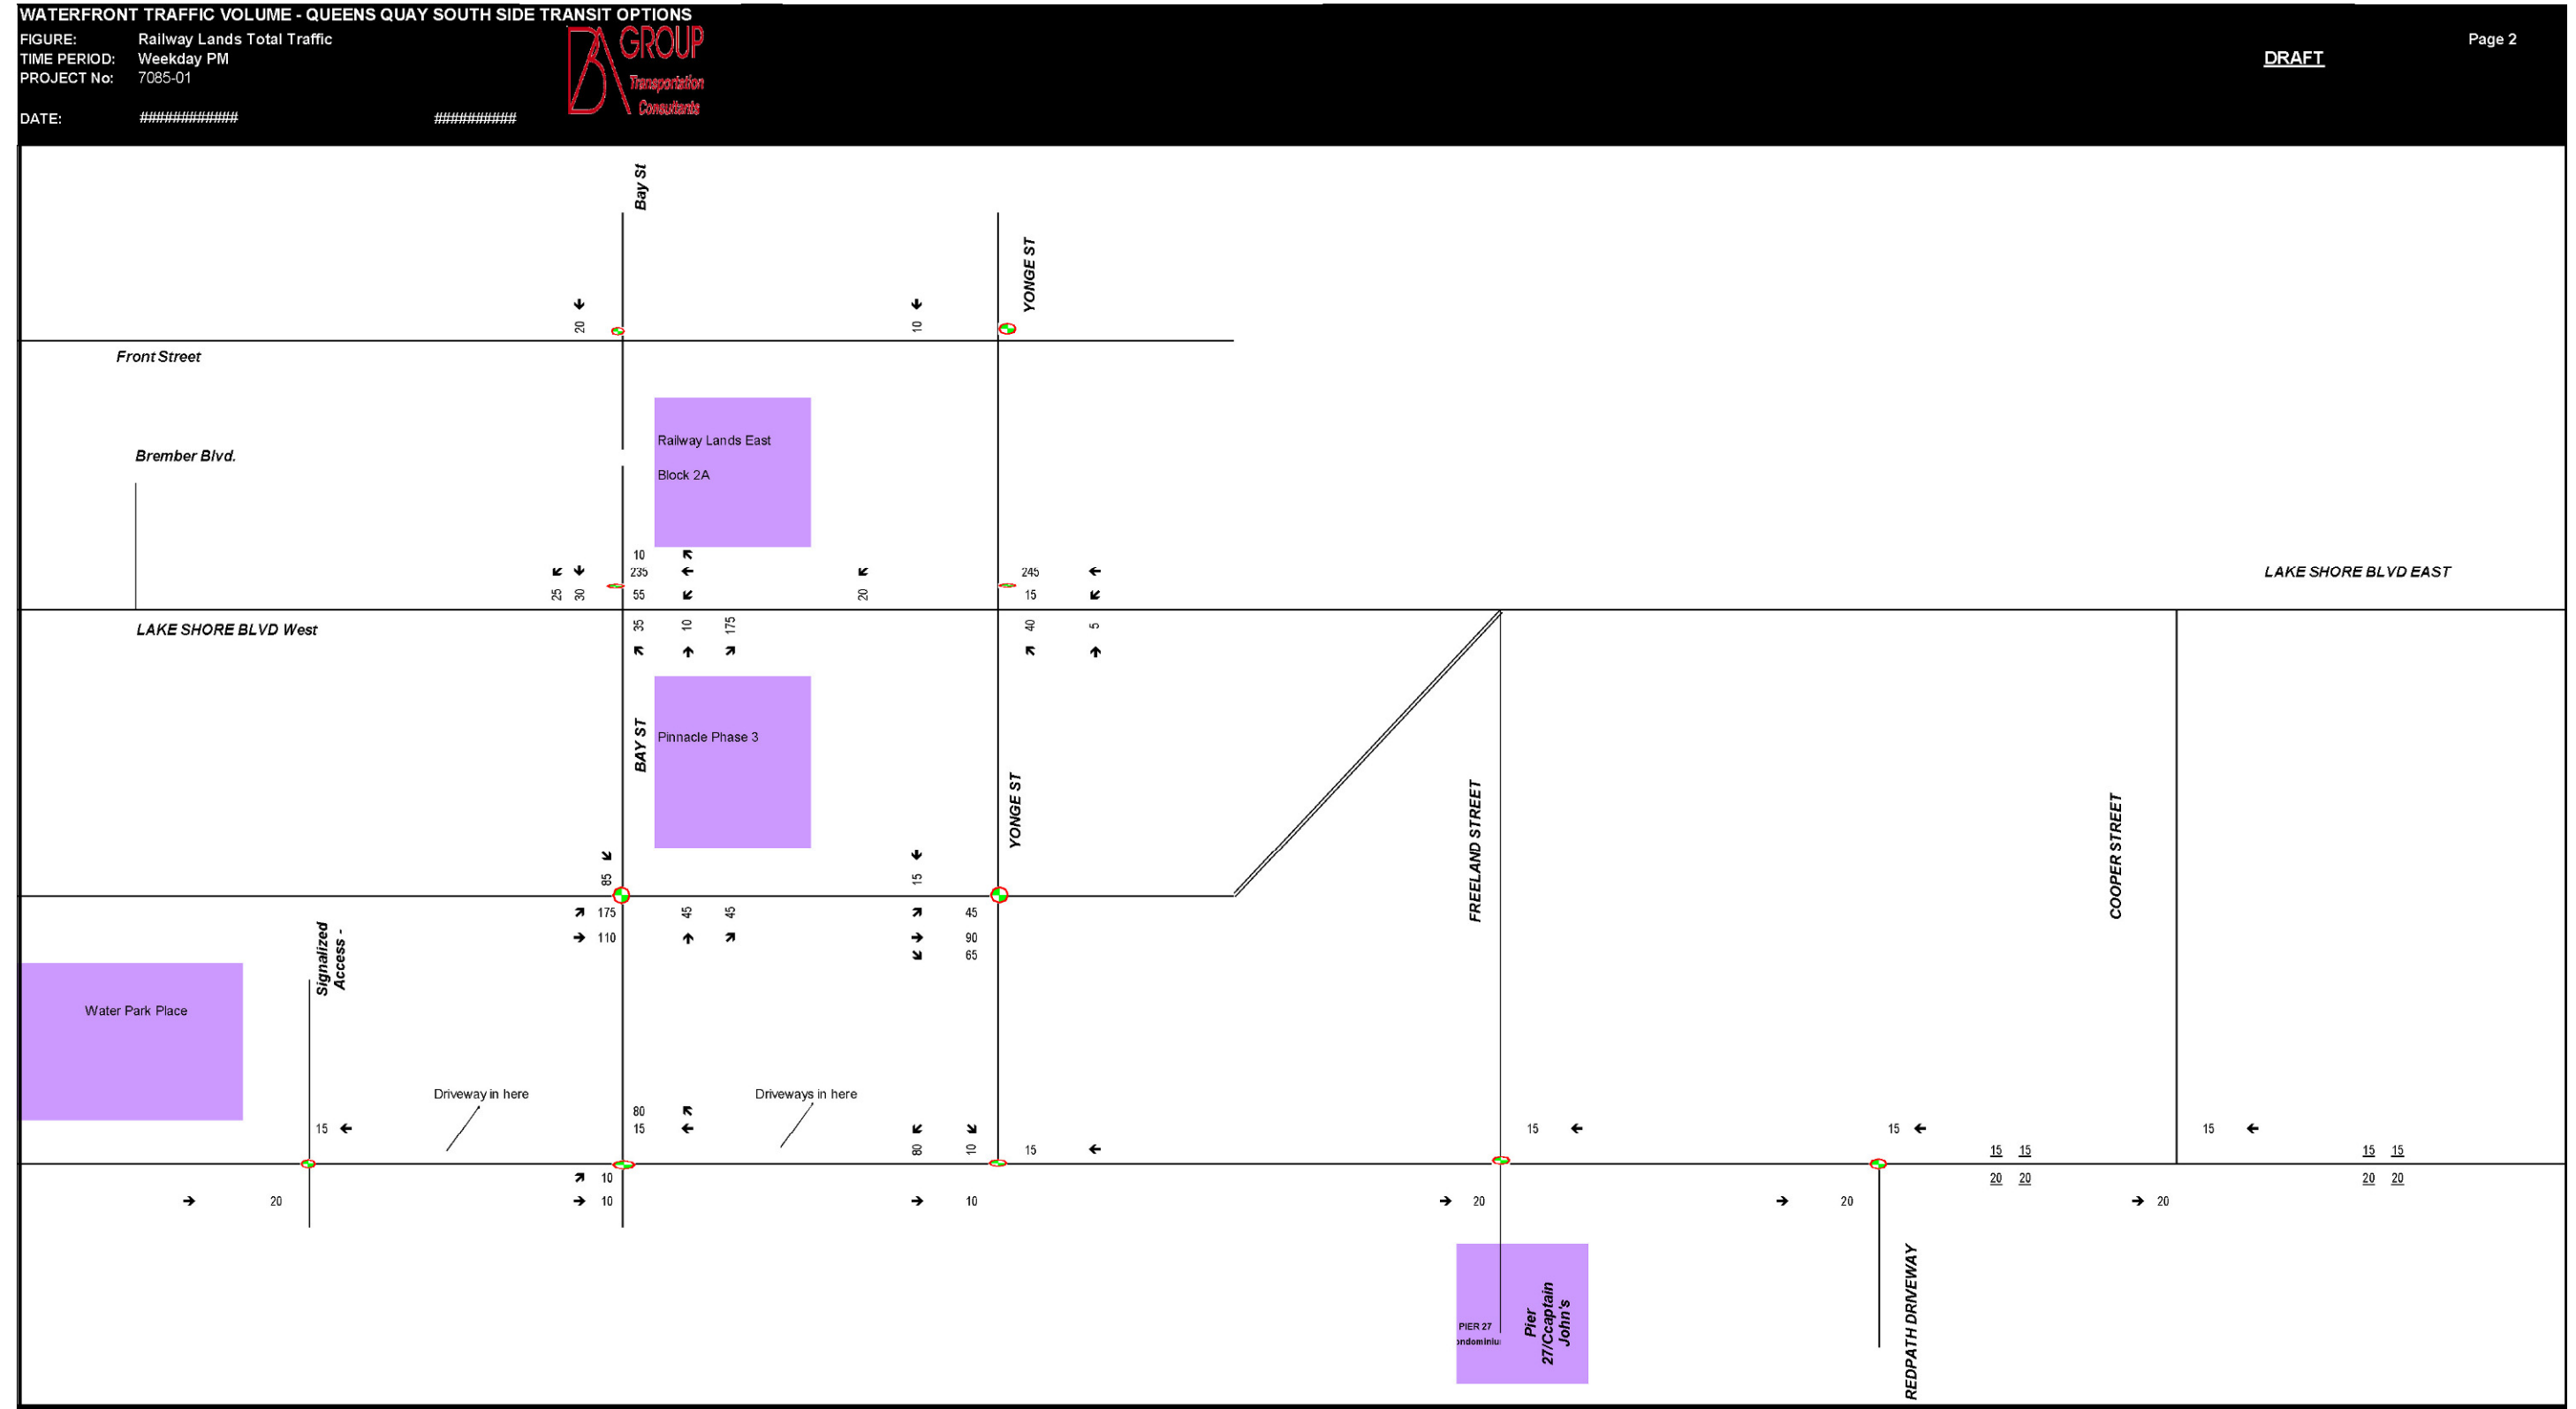 WATERFRONT TRAFFIC VOLUME - QUEENS QUAY SOUTH SIDE TRANSIT OPTIONS
FIGURE: Railway Lands Total Traffic
TIME PERIOD: Weekday PM
PROJECT No: 7085-01
DATE: ############ ##########
BA GROUP
Transportation
Consultants
DRAFT
Page 2
Bay St
YONGE ST
20
10
Front Street
Railway Lands East
Block 2A
Brember Blvd.
10
235
245
LAKE SHORE BLVD EAST
25 30 55 20 15
LAKE SHORE BLVD West
35 10 175 40 5
BAY ST
Pinnacle Phase 3
YONGE ST
FREELAND STREET
COOPER STREET
85 15
175 45 45 45
110 90
65
Signalized
Access -
Water Park Place
Driveway in here
Driveways in here
80
15 15 15 15 15
80 10 15 15 15 15 15
10 20 20 20 20
20 10 10 20 20 20
PIER 27
ondominiu
Pier
27/Ccaptain
John's
REDPATH DRIVEWAY